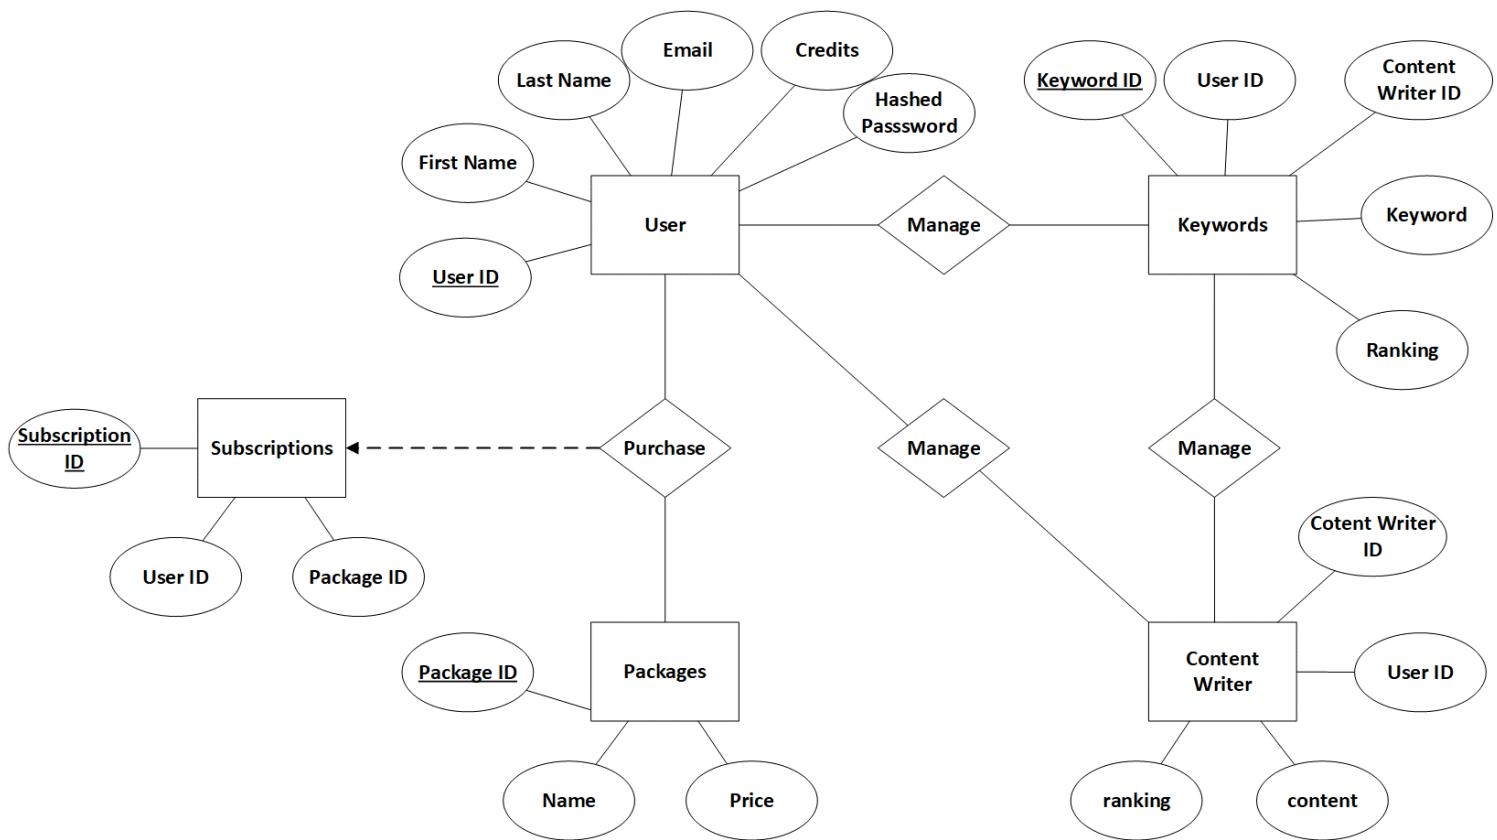 Email
Credits
Last Name
Keyword ID
User ID
Content
Writer ID
Hashed
Passsword
First Name
User
Manage
Keywords
Keyword
User ID
Ranking
Subscription
ID
Subscriptions
Purchase
Manage
Manage
User ID
Package ID
Cotent Writer
ID
Package ID
Packages
Content
Writer
User ID
Name
Price
ranking
content